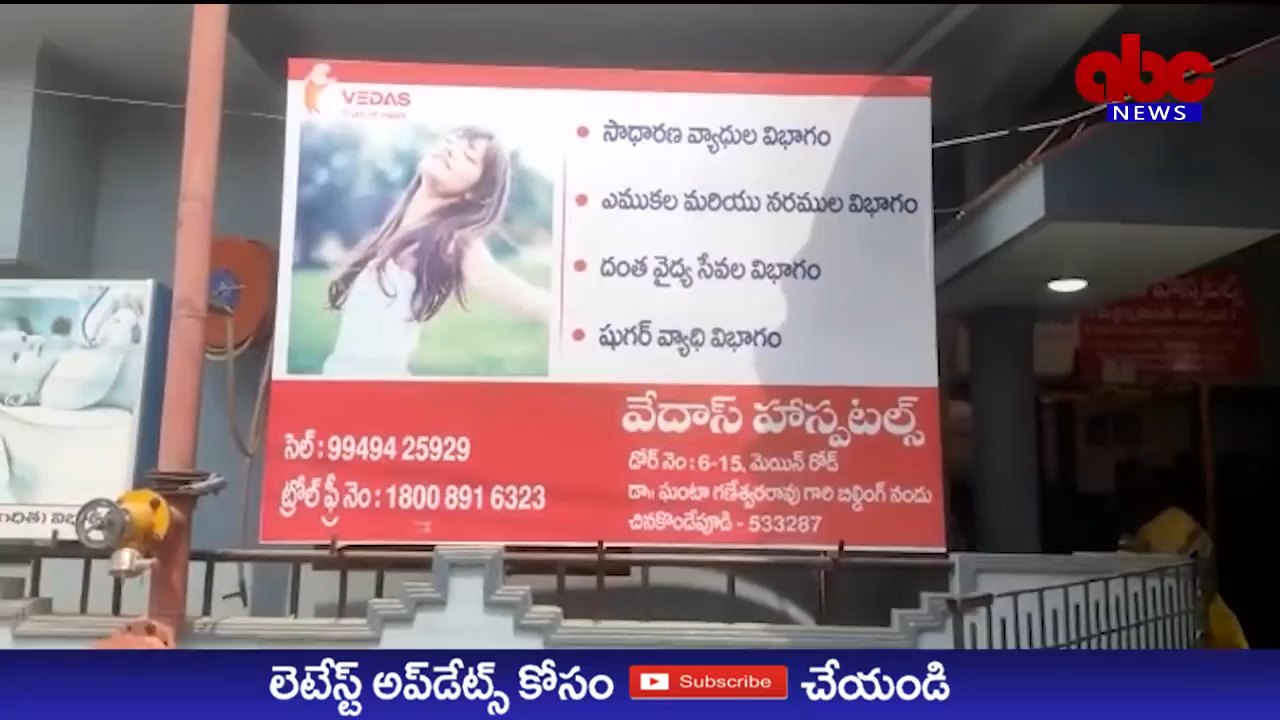 abc
NEWS
VEDAS
సాధారణ వ్యాధుల విభాగం
ఎముకల మరియు నరముల విభాగం
దంత వైద్య సేవల విభాగం
షుగర్ వ్యాధి విభాగం
వేదాస్ హాస్పటల్స్
సెల్ : 99494 25929
డోర్ నెం : 6-15, మెయిన్ రోడ్
ట్రోల్ ఫ్రీ నెం : 1800 891 6323
డా॥ ఘంటా గణేశ్వరరావు గారి బిల్డింగ్ నందు
చినకొండేపూడి - 533287
లెటేస్ట్ అప్‌డేట్స్ కోసం Subscribe చేయండి